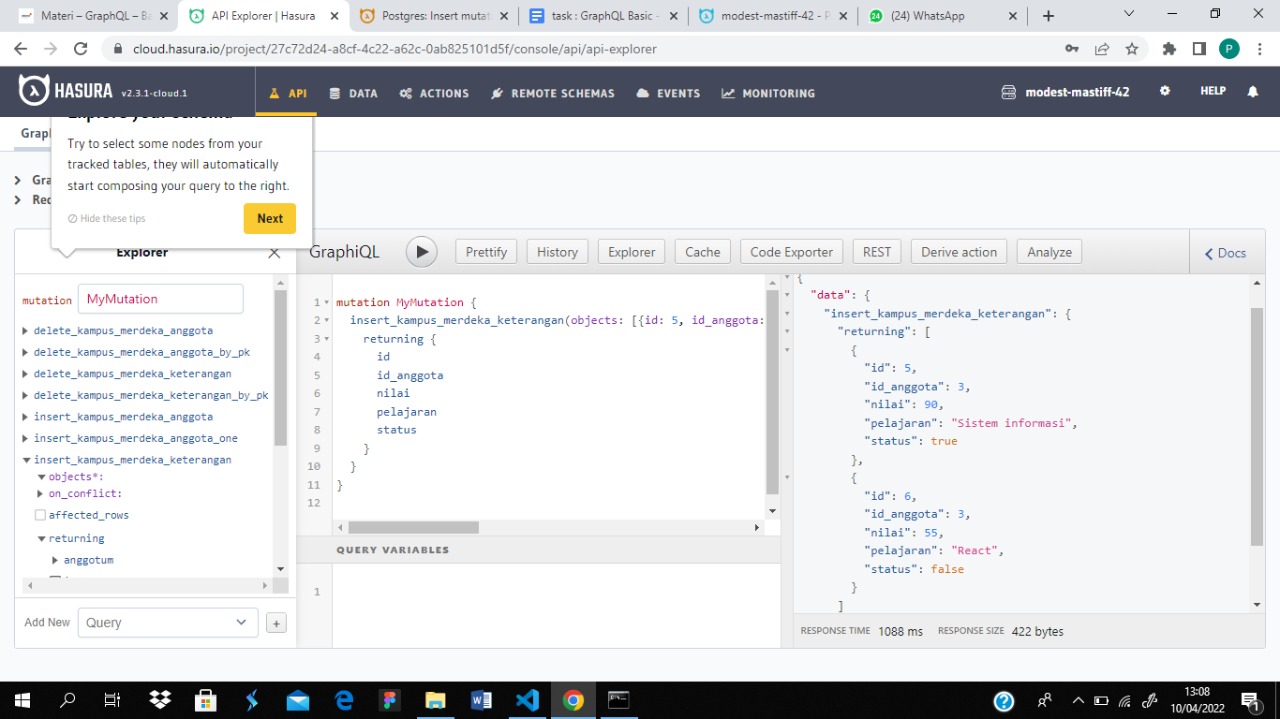 Materi – GraphQL – Ba
API Explorer | Hasura
Postgres: Insert mutat
task : GraphQL Basic -
modest-mastiff-42 - P
(24) WhatsApp
cloud.hasura.io/project/27c72d24-a8cf-4c22-a62c-0ab825101d5f/console/api/api-explorer
P
HASURA v2.3.1-cloud.1
API
DATA
ACTIONS
REMOTE SCHEMAS
EVENTS
MONITORING
modest-mastiff-42
HELP
Explore your schema
Grap
Try to select some nodes from your
tracked tables, they will automatically
start composing your query to the right.
Gra
Rec
Hide these tips
Next
Explorer
GraphiQL
Prettify
History
Explorer
Cache
Code Exporter
REST
Derive action
Analyze
Docs
mutation MyMutation
delete_kampus_merdeka_anggota
delete_kampus_merdeka_anggota_by_pk
delete_kampus_merdeka_keterangan
delete_kampus_merdeka_keterangan_by_pk
insert_kampus_merdeka_anggota
insert_kampus_merdeka_anggota_one
insert_kampus_merdeka_keterangan
objects*:
on_conflict:
affected_rows
returning
anggotum
Add New
Query
+
1 mutation MyMutation {
2 insert_kampus_merdeka_keterangan(objects: [{id: 5, id_anggota:
3 returning {
4 id
5 id_anggota
6 nilai
7 pelajaran
8 status
9 }
10 }
11 }
12
QUERY VARIABLES
1
{
"data": {
"insert_kampus_merdeka_keterangan": {
"returning": [
{
"id": 5,
"id_anggota": 3,
"nilai": 90,
"pelajaran": "Sistem informasi",
"status": true
},
{
"id": 6,
"id_anggota": 3,
"nilai": 55,
"pelajaran": "React",
"status": false
}
]
RESPONSE TIME 1088 ms RESPONSE SIZE 422 bytes
13:08
10/04/2022
1